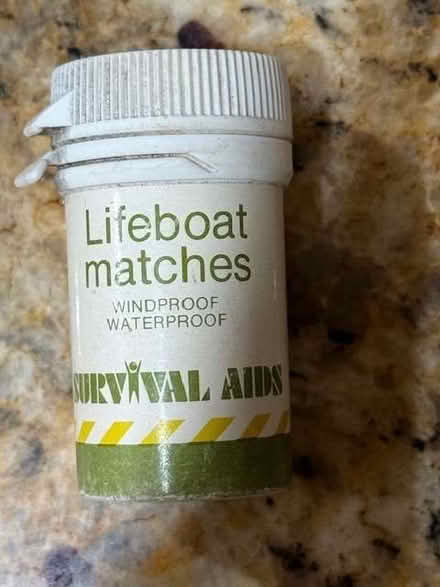 Lifeboat
matches
WINDPROOF
WATERPROOF
SURVIVAL AIDS